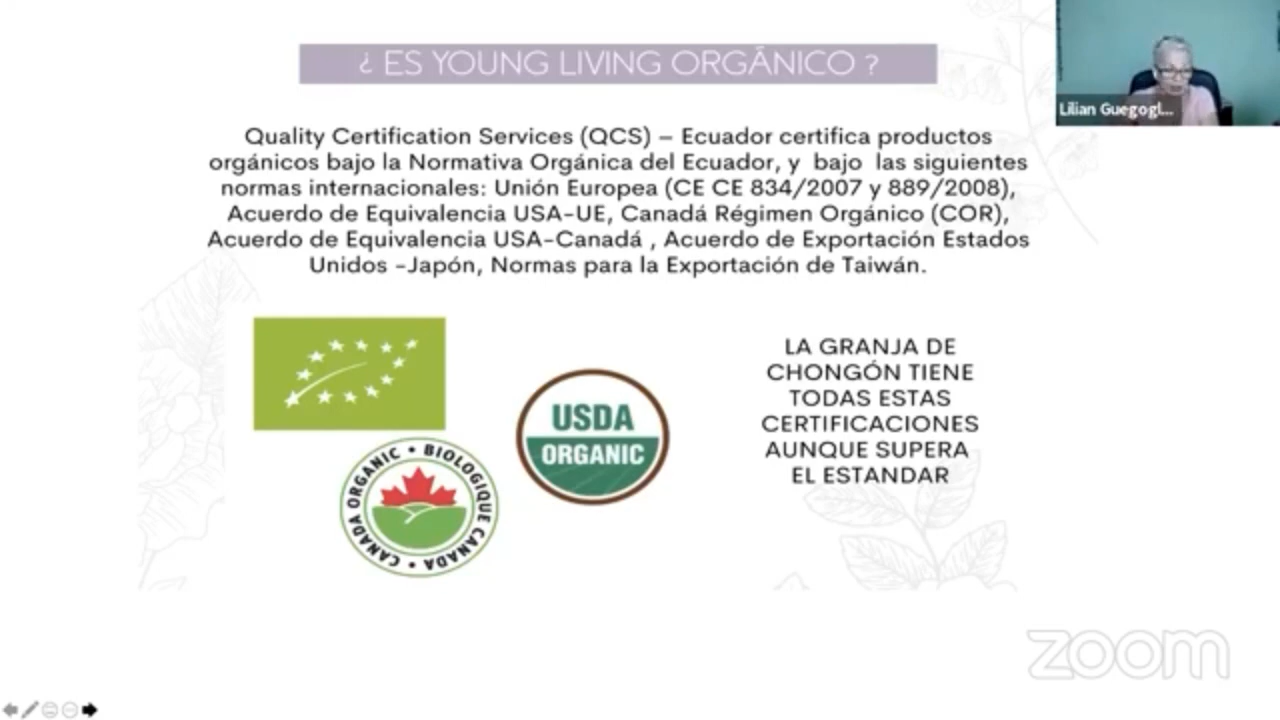 ¿ ES YOUNG LIVING ORGÃNICO ?
Lilian Guegogl...
Quality Certification Services (QCS) – Ecuador certifica productos
orgánicos bajo la Normativa Orgánica del Ecuador, y  bajo  las siguientes
normas internacionales: Unión Europea (CE CE 834/2007 y 889/2008),
Acuerdo de Equivalencia USA-UE, Canadá Régimen Orgánico (COR),
Acuerdo de Equivalencia USA-Canadá , Acuerdo de Exportación Estados
Unidos -Japón, Normas para la Exportación de Taiwán.
USDA
ORGANIC
CANADA ORGANIC • BIOLOGIQUE CANADA •
LA GRANJA DE
CHONGÓN TIENE
TODAS ESTAS
CERTIFICACIONES
AUNQUE SUPERA
EL ESTANDAR
zoom